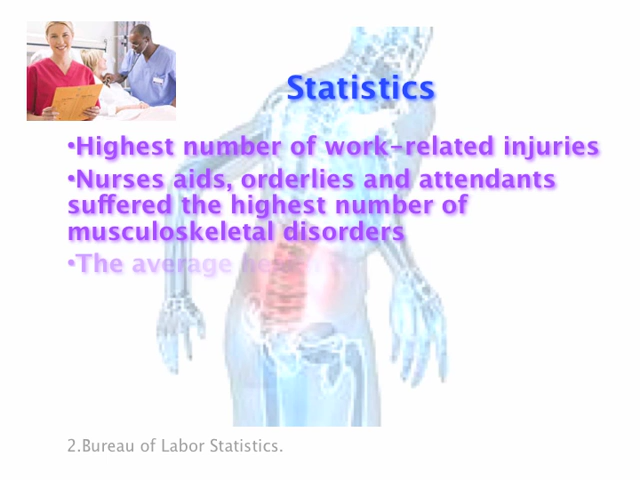 Statistics
•Highest number of work-related injuries
•Nurses aids, orderlies and attendants
suffered the highest number of
musculoskeletal disorders
•The average
2.Bureau of Labor Statistics.